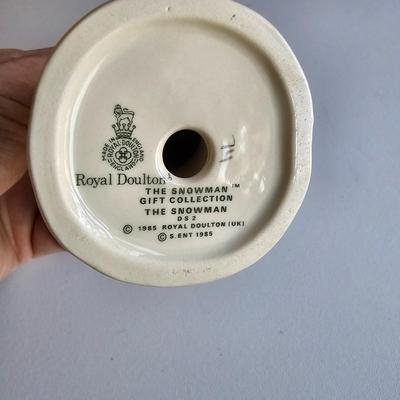 MADE IN ENGLAND
ROYAL DOULTON
ENGLAND
Royal Doulton
THE SNOWMAN™
GIFT COLLECTION
THE SNOWMAN
DS 2
© 1985 ROYAL DOULTON (UK)
© S.ENT 1985